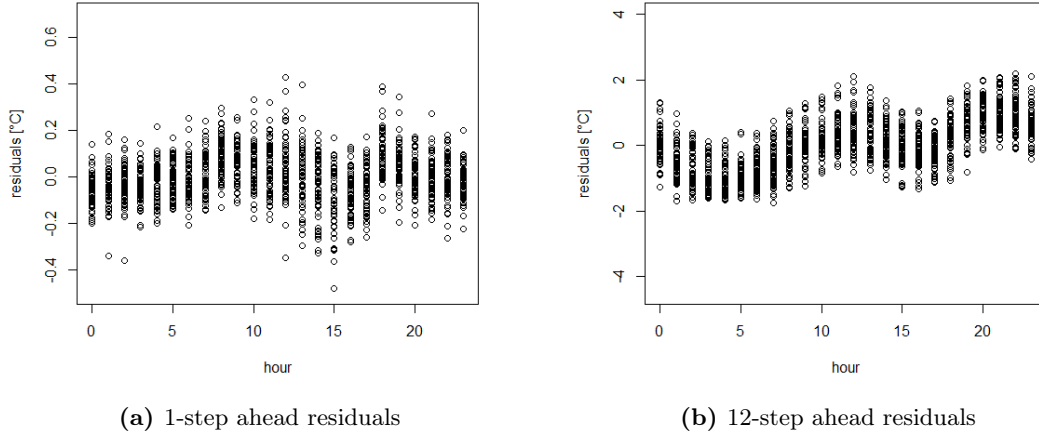 0.6
0.4
0.2
0.0
-0.2
-0.4
residuals [°C]
0 5 10 15 20
hour
(a) 1-step ahead residuals
4
2
0
-2
-4
residuals [°C]
0 5 10 15 20
hour
(b) 12-step ahead residuals